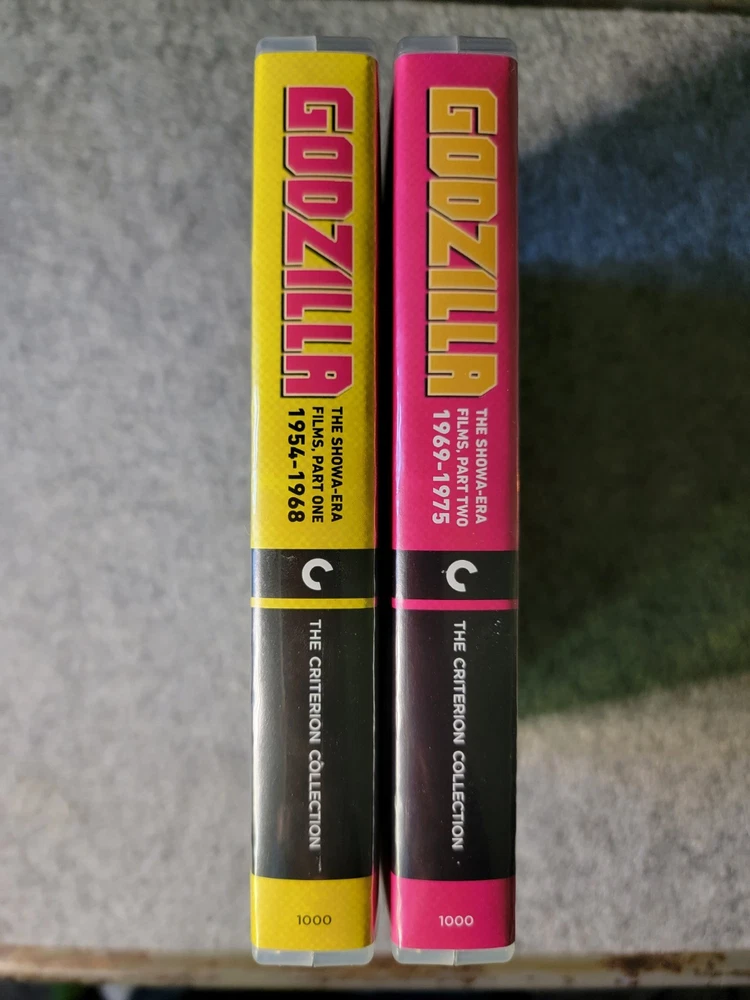 GODZILLA
THE SHOWA-ERA
FILMS, PART ONE
1954-1968
THE CRITERION COLLECTION
1000
GODZILLA
THE SHOWA-ERA
FILMS, PART TWO
1969-1975
THE CRITERION COLLECTION
1000